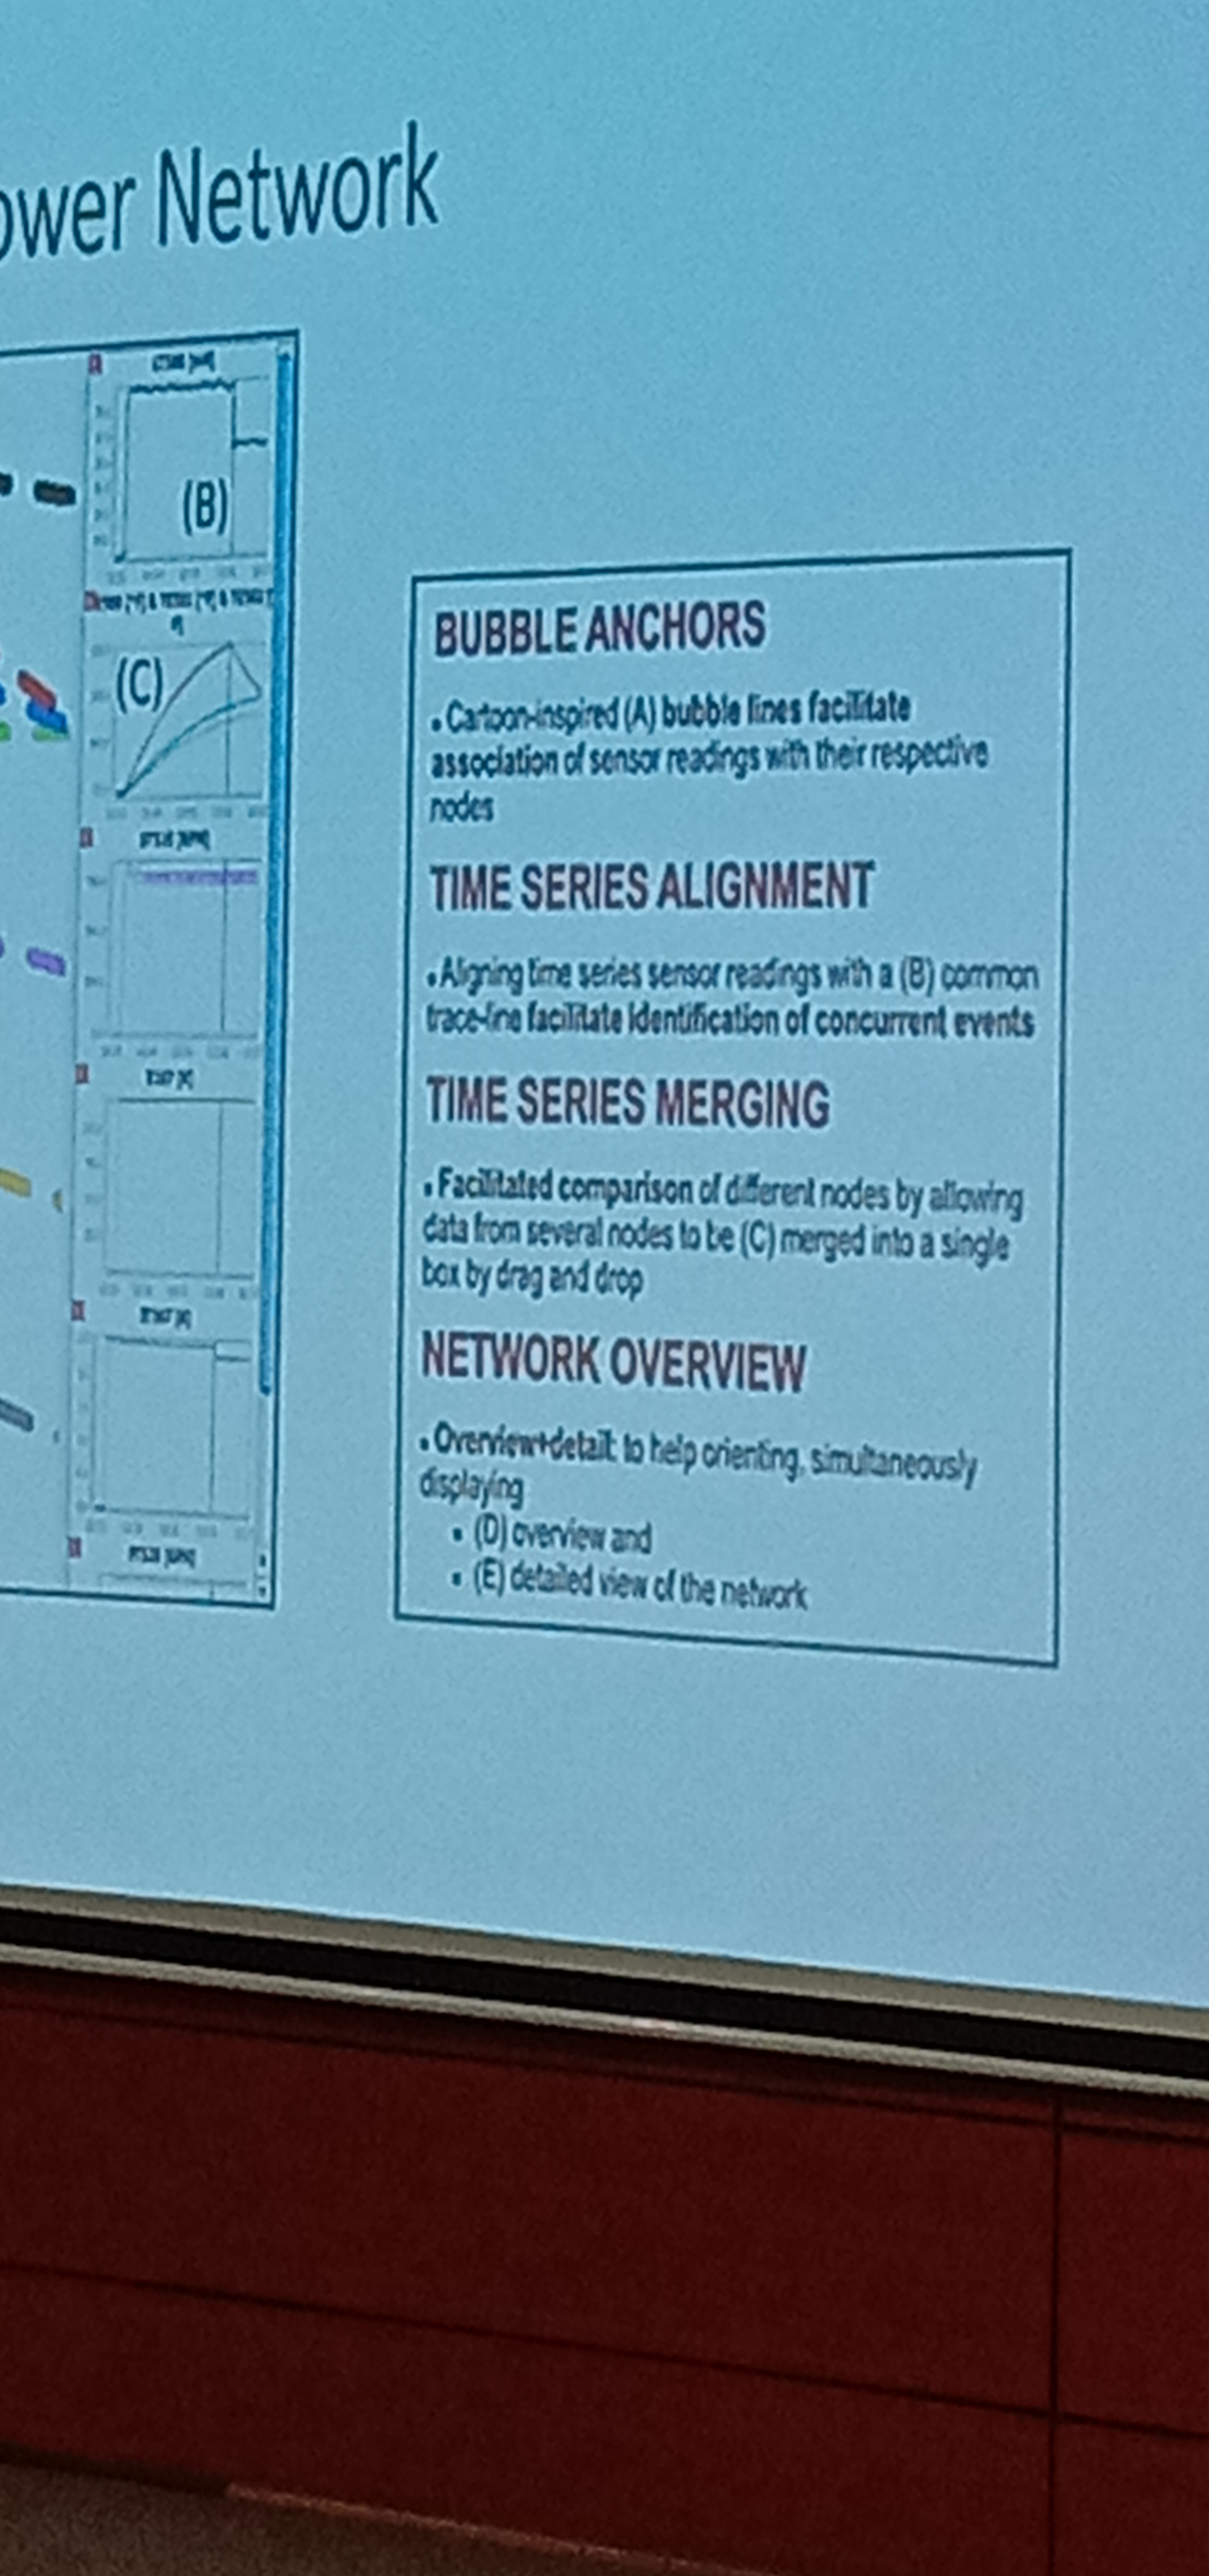 ower Network
(B)
(C)
BUBBLE ANCHORS
• Cartoon-inspired (A) bubble lines facilitate
association of sensor readings with their respective
nodes
TIME SERIES ALIGNMENT
• Aligning time series sensor readings with a (B) common
trace-line facilitate identification of concurrent events
TIME SERIES MERGING
• Facilitated comparison of different nodes by allowing
data from several nodes to be (C) merged into a single
box by drag and drop
NETWORK OVERVIEW
• Overview+detail: to help orienting, simultaneously
displaying
• (D) overview and
• (E) detailed view of the network